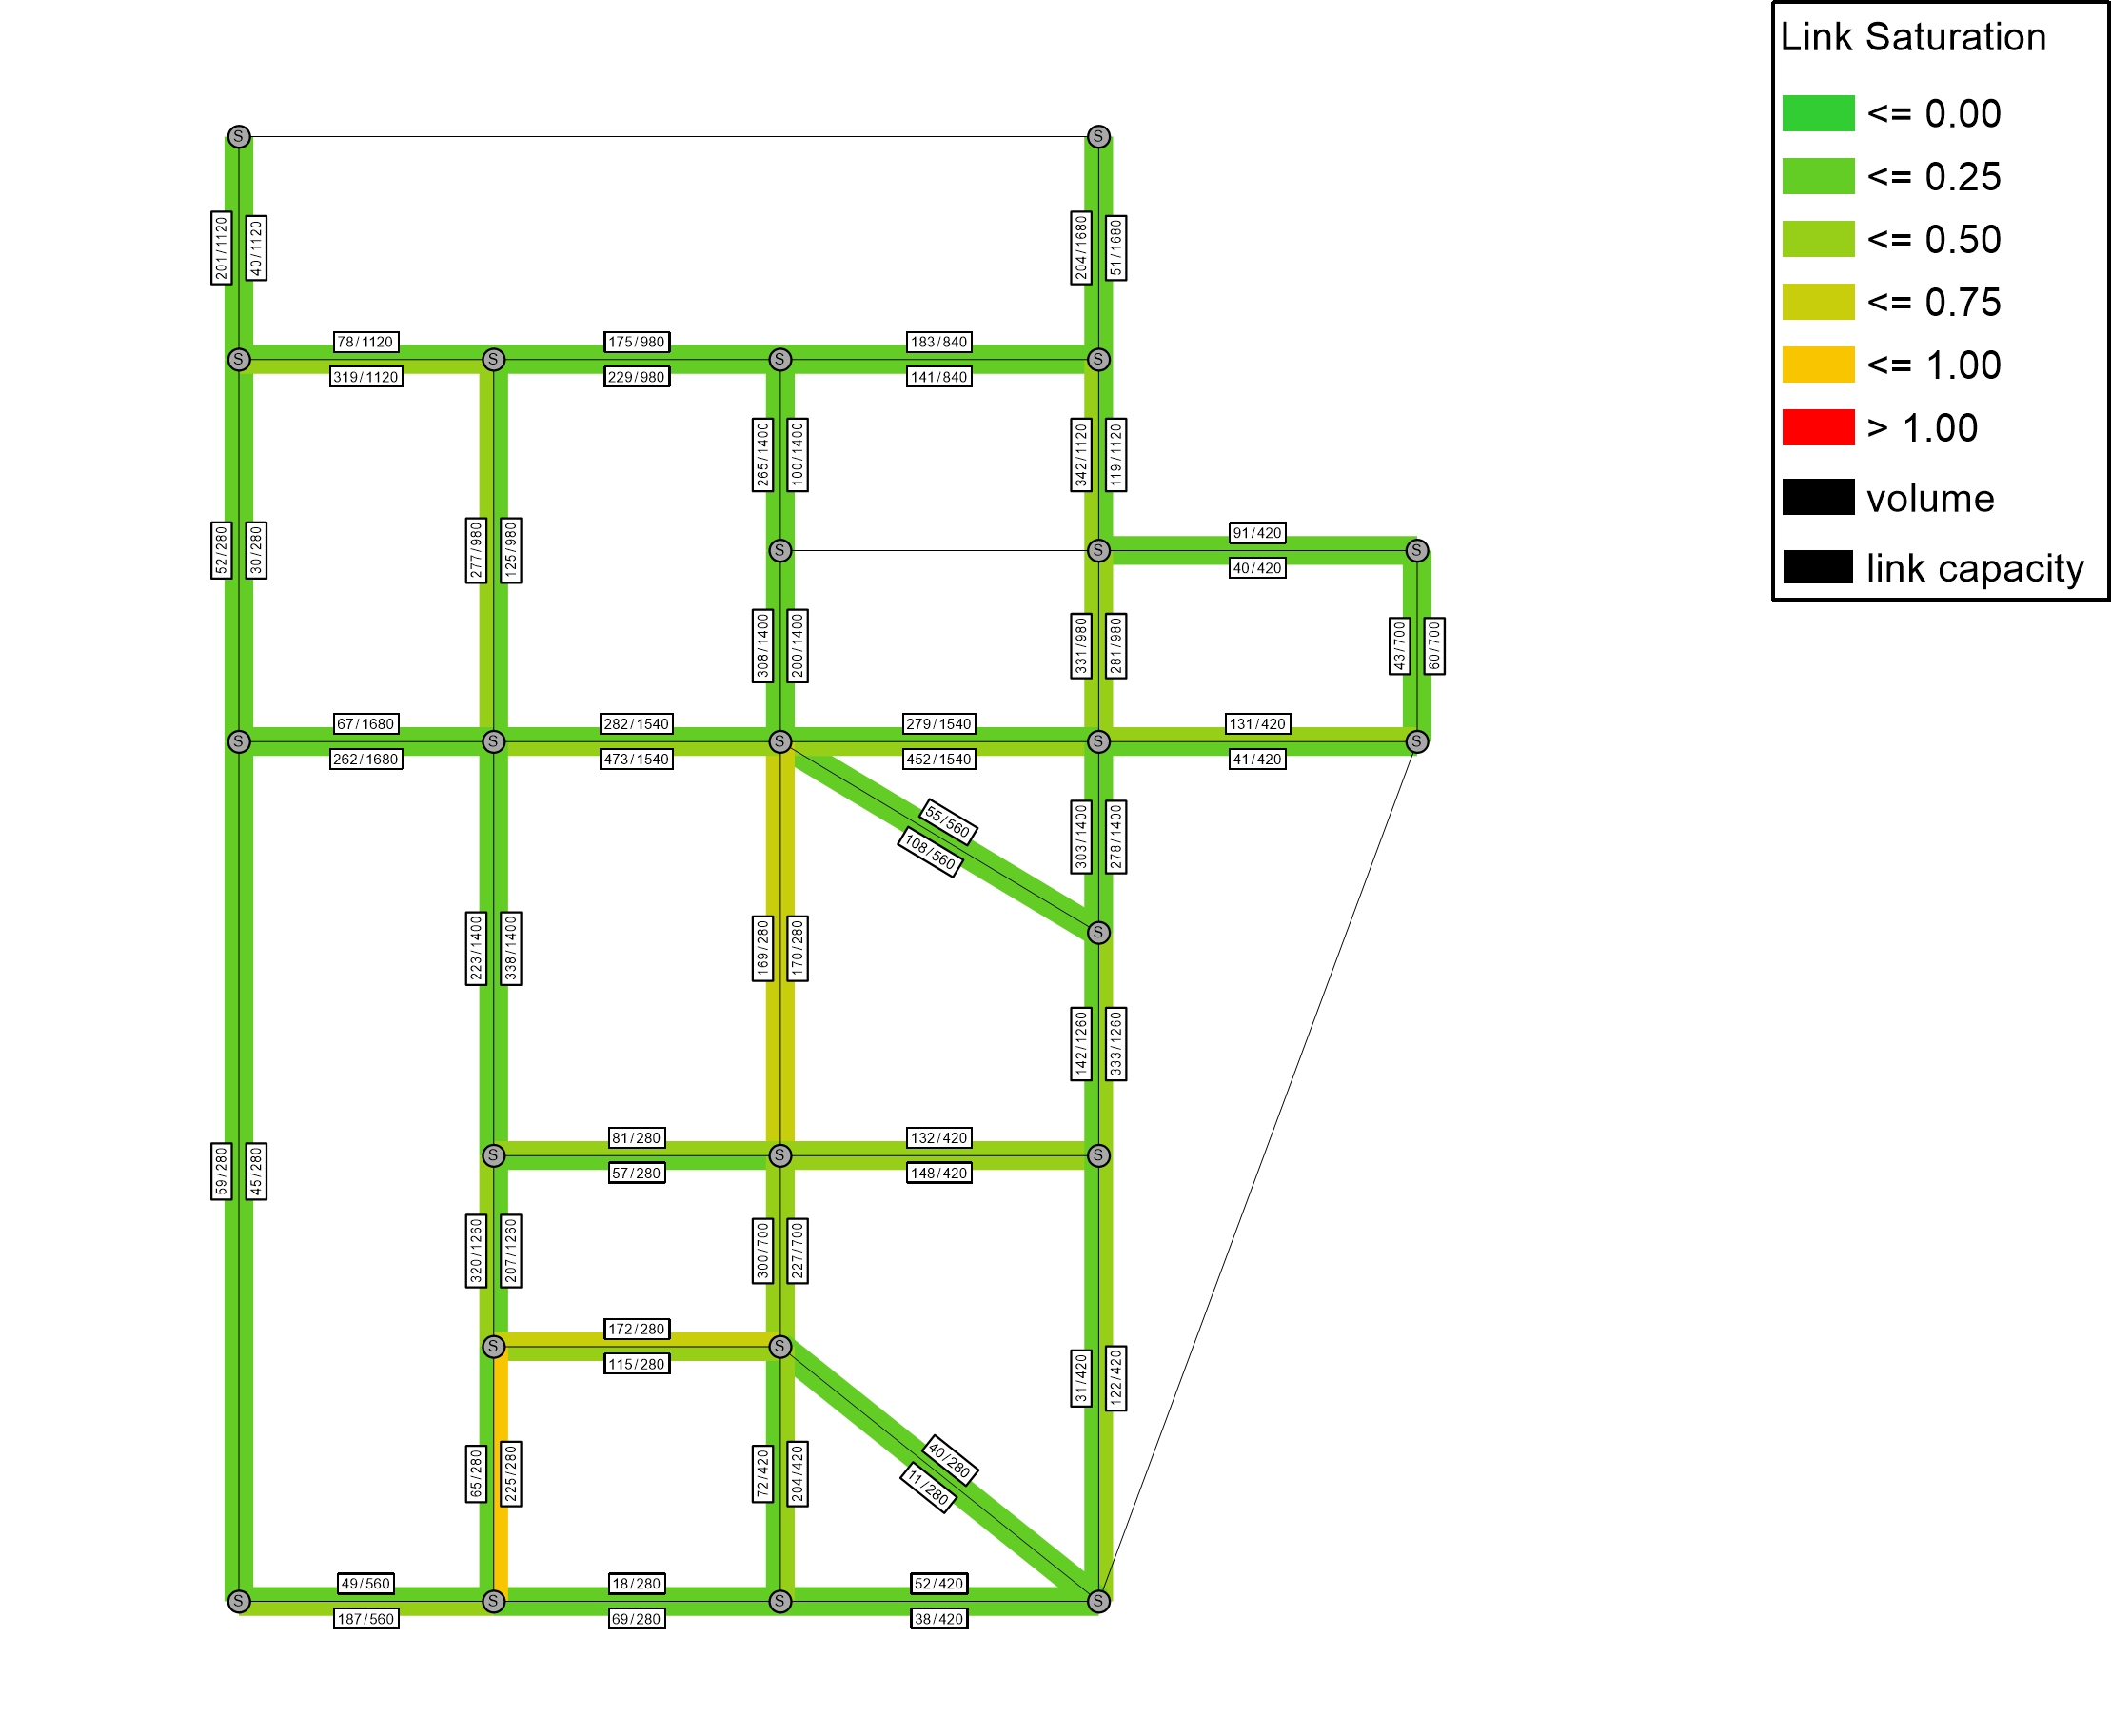 Link Saturation
<= 0.00
<= 0.25
<= 0.50
<= 0.75
<= 1.00
> 1.00
volume
link capacity
S
S
201/1120
40/1120
204/1680
51/1680
78/1120
175/980
183/840
S
S
S
S
319/1120
229/980
141/840
265/1400
100/1400
342/1120
119/1120
52/280
30/280
277/980
125/980
91/420
S
S
S
40/420
308/1400
200/1400
331/980
281/980
43/700
60/700
67/1680
282/1540
279/1540
131/420
S
S
S
S
S
262/1680
473/1540
452/1540
41/420
55/560
108/560
303/1400
278/1400
S
223/1400
338/1400
169/280
170/280
142/1260
333/1260
59/280
45/280
81/280
132/420
S
S
S
57/280
148/420
320/1260
207/1260
300/700
227/700
172/280
S
S
115/280
31/420
122/420
65/280
225/280
72/420
204/420
40/280
11/280
49/560
18/280
52/420
S
S
S
S
187/560
69/280
38/420